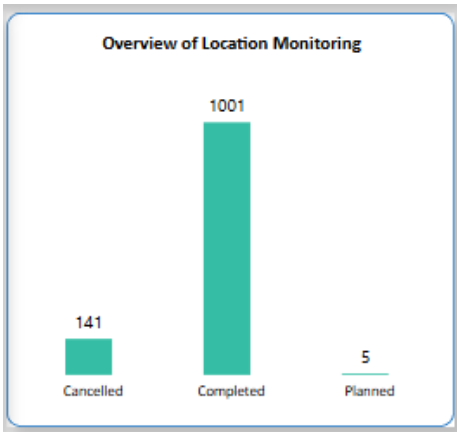 Overview of Location Monitoring
1001
141
5
Cancelled
Completed
Planned